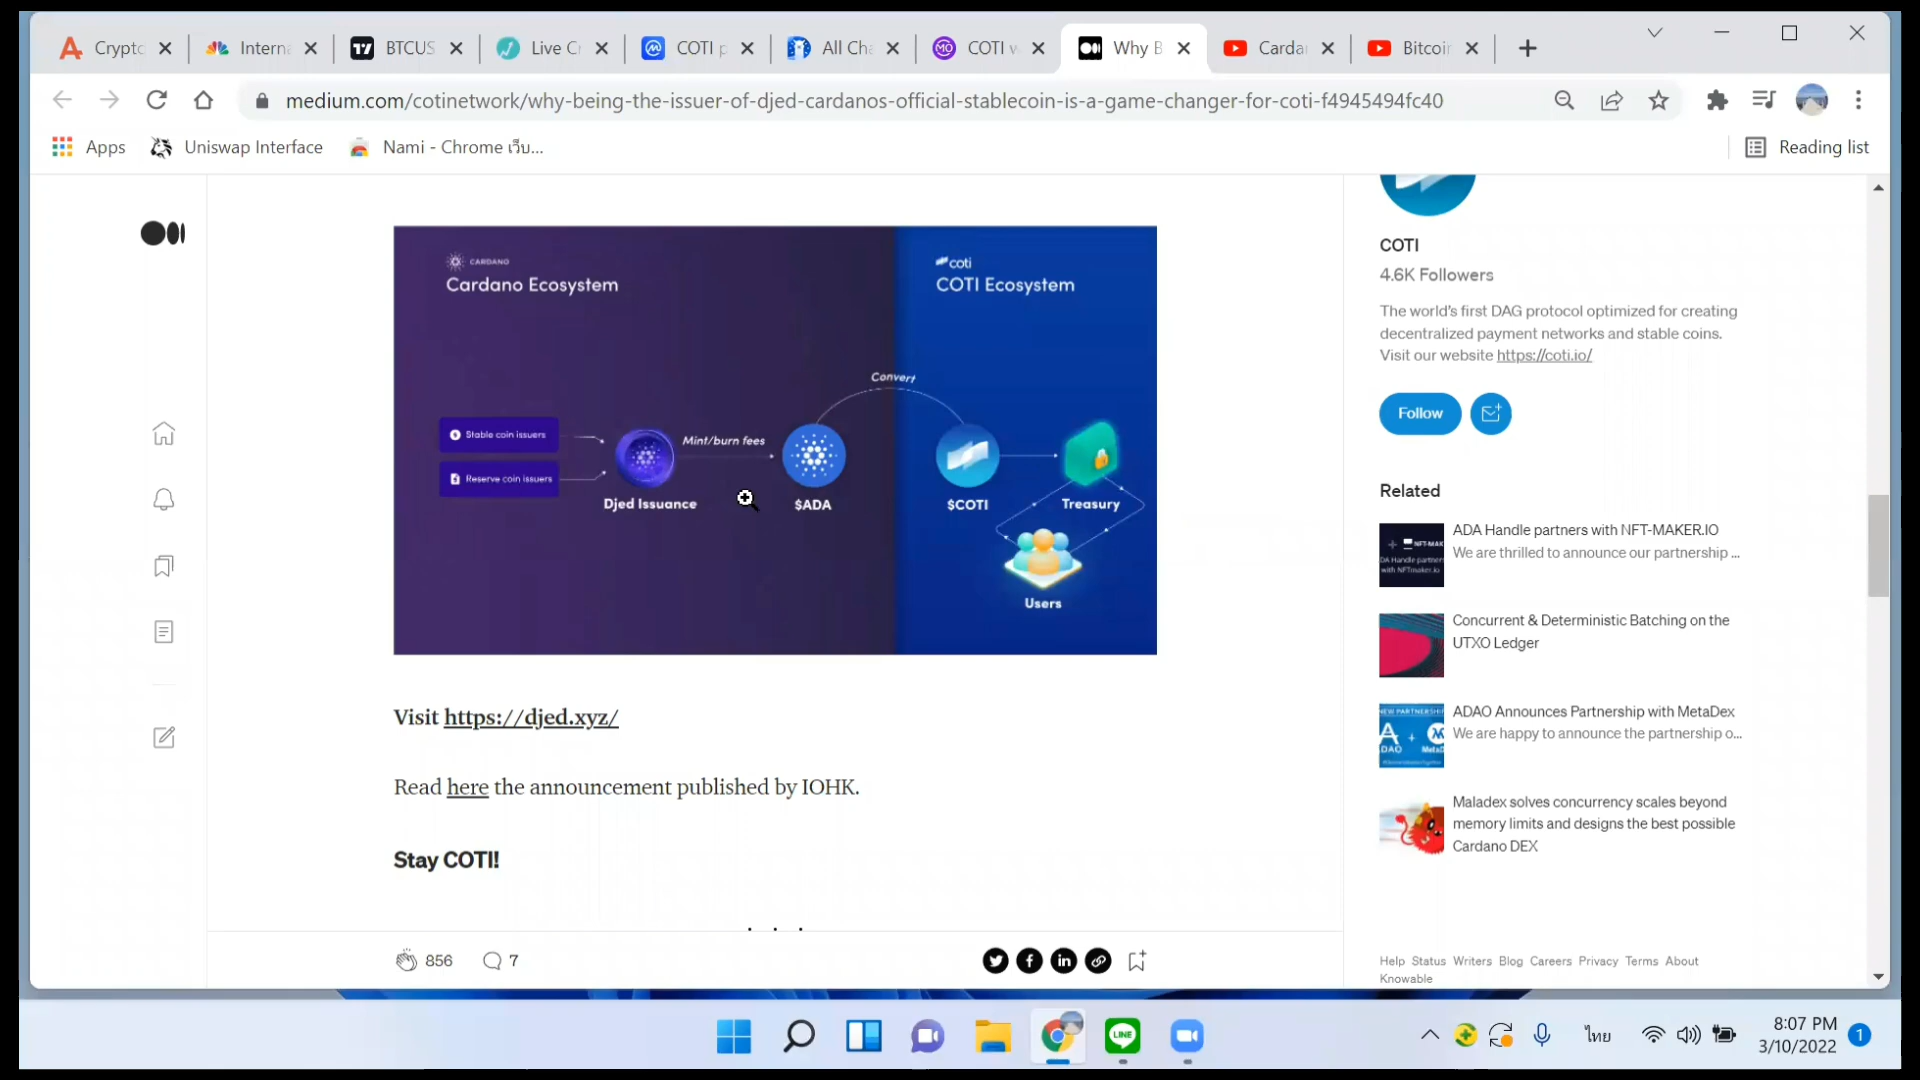 Crypto
Interna
BTCUS
Live C
COTI p
All Cha
COTI w
Why B
Cardar
Bitcoin
medium.com/cotinetwork/why-being-the-issuer-of-djed-cardanos-official-stablecoin-is-a-game-changer-for-coti-f4945494fc40
Apps
Uniswap Interface
Nami - Chrome เว็บ...
Reading list
CARDANO
Cardano Ecosystem
coti
COTI Ecosystem
Convert
Stable coin issuers
Reserve coin issuers
Mint/burn fees
Djed Issuance
$ADA
$COTI
Treasury
Users
Visit https://djed.xyz/
Read here the announcement published by IOHK.
Stay COTI!
856
7
COTI
4.6K Followers
The world's first DAG protocol optimized for creating
decentralized payment networks and stable coins.
Visit our website https://coti.io/
Follow
Related
ADA Handle partners with NFT-MAKER.IO
We are thrilled to announce our partnership ...
Concurrent & Deterministic Batching on the
UTXO Ledger
ADAO Announces Partnership with MetaDex
We are happy to announce the partnership o...
Maladex solves concurrency scales beyond
memory limits and designs the best possible
Cardano DEX
Help Status Writers Blog Careers Privacy Terms About
Knowable
LINE
ไทย
8:07 PM
3/10/2022
1